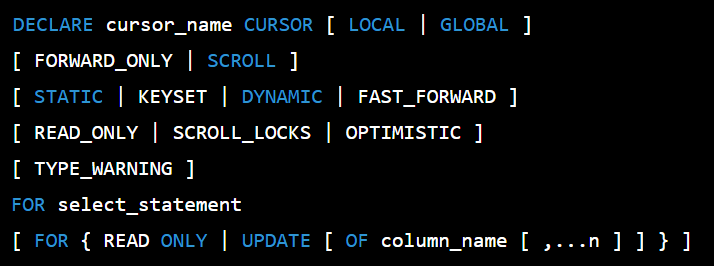 DECLARE cursor_name CURSOR [ LOCAL | GLOBAL ]
[ FORWARD_ONLY | SCROLL ]
[ STATIC | KEYSET | DYNAMIC | FAST_FORWARD ]
[ READ_ONLY | SCROLL_LOCKS | OPTIMISTIC ]
[ TYPE_WARNING ]
FOR select_statement
[ FOR { READ ONLY | UPDATE [ OF column_name [ ,...n ] ] } ]